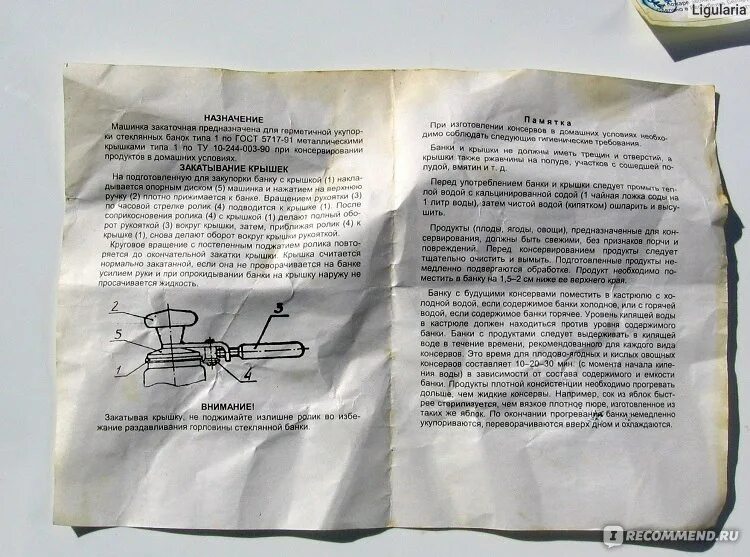 Ligularia
НАЗНАЧЕНИЕ
Машинка закаточная предназначена для герметичной укупор-
ки стеклянных банок типа 1 по ГОСТ 5717-91 металлическими
крышками типа 1 по ТУ 10-244-003-90 при консервировании
продуктов в домашних условиях.
ЗАКАТЫВАНИЕ КРЫШЕК
На подготовленную для закупорки банку с крышкой (1) наклад-
дывается опорным диском (5) машинка и нажатием на верхнюю
ручку (2) плотно прижимается к банке. Вращением рукоятки (3)
по часовой стрелке ролик (4) подводится к крышке (1). После
соприкосновения ролика (4) с крышкой (1) делают полный обо-
рот рукояткой (3) вокруг крышки, затем, приближая ролик (4) к
крышке (1), снова делают оборот вокруг крышки рукояткой.
Круговое вращение с постепенным поджатием ролика повто-
ряется до окончательной закатки крышки. Крышка считается
нормально закатанной, если она не проворачивается на банке
усилием руки и при опрокидывании банки на крышку наружу не
просачивается жидкость.
2
5
5
1
4
ВНИМАНИЕ!
Закатывая крышку, не поджимайте излишне ролик во избе-
жание раздавливания горловины стеклянной банки.
Памятка
При изготовлении консервов в домашних условиях необхо-
димо соблюдать следующие гигиенические требования.
Банки и крышки не должны иметь трещин и отверстий, а
крышки также ржавчины на полуде, участков с сошедшей по-
лудой, вмятин и т. д.
Перед употреблением банки и крышки следует промыть теп-
лой водой с кальцинированной содой (1 чайная ложка соды на
1 литр воды), затем чистой водой (кипятком) ошпарить и высу-
шить.
Продукты (плоды, ягоды, овощи), предназначенные для кон-
сервирования, должны быть свежими, без признаков порчи и
повреждений. Перед консервированием продукты следует
тщательно очистить и вымыть. Подготовленные продукты не-
медленно подвергаются обработке. Продукт необходимо по-
местить в банку на 1,5–2 см ниже ее верхнего края.
Банку с будущими консервами поместить в кастрюлю с хо-
лодной водой, если содержимое банки холодное, или с горячей
водой, если содержимое банки горячее. Уровень кипящей воды
в кастрюле должен находиться против уровня содержимого
банки. Банки с продуктами следует выдерживать в кипящей
воде в течение времени, рекомендованного для каждого вида
консервов. Это время для плодово-ягодных и кислых овощных
консервов составляет 10–20–30 мин. (с момента начала кипе-
ния воды) в зависимости от состава содержимого и емкости
банки. Продукты плотной консистенции необходимо прогревать
дольше, чем жидкие консервы. Например, сок из яблок быст-
рее стерилизуется, чем вязкое плотное пюре, изготовленное из
таких же яблок. По окончании прогревания банки немедленно
укупориваются, переворачиваются вверх дном и охлаждаются.
I RECOMMEND.RU